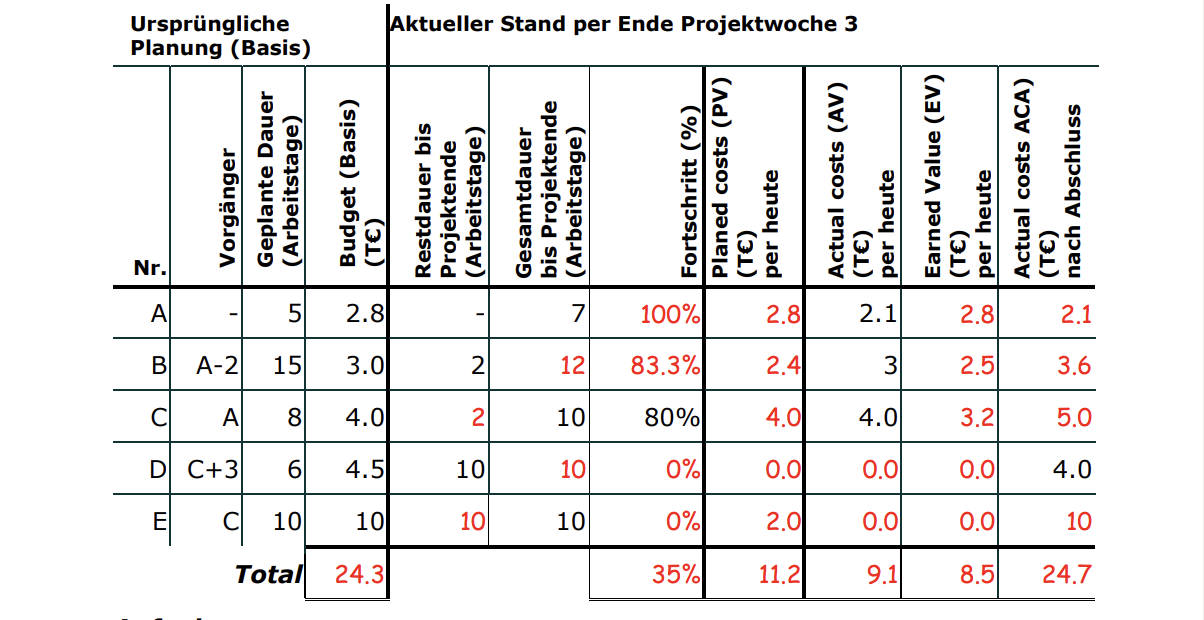 Ursprüngliche
Planung (Basis)
Aktueller Stand per Ende Projektwoche 3
Nr.
Vorgänger
Geplante Dauer
(Arbeitstage)
Budget (Basis)
(T€)
Restdauer bis
Projektende
(Arbeitstage)
Gesamtdauer
bis Projektende
(Arbeitstage)
Fortschritt (%)
Planed costs (PV)
(T€)
per heute
Actual costs (AV)
(T€)
per heute
Earned Value (EV)
(T€)
per heute
Actual costs ACA)
(T€)
nach Abschluss
A - 5 2.8 - 7 100% 2.8 2.1 2.8 2.1
B A-2 15 3.0 2 12 83.3% 2.4 3 2.5 3.6
C A 8 4.0 2 10 80% 4.0 4.0 3.2 5.0
D C+3 6 4.5 10 10 0% 0.0 0.0 0.0 4.0
E C 10 10 10 10 0% 2.0 0.0 0.0 10
Total 24.3 35% 11.2 9.1 8.5 24.7